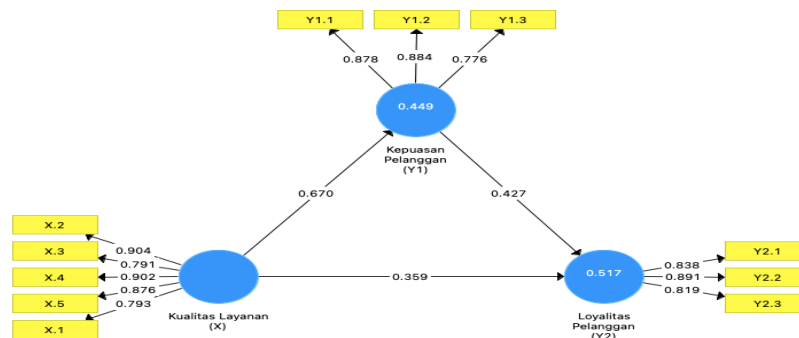 Y1.1
Y1.2
Y1.3
0.878
0.884
0.776
0.449
Kepuasan
Pelanggan
(Y1)
0.670
0.427
X.2
X.3
X.4
X.5
X.1
0.904
0.791
0.902
0.876
0.793
Kualitas Layanan
(X)
0.359
0.517
Loyalitas
Pelanggan
(Y2)
0.838
0.891
0.819
Y2.1
Y2.2
Y2.3